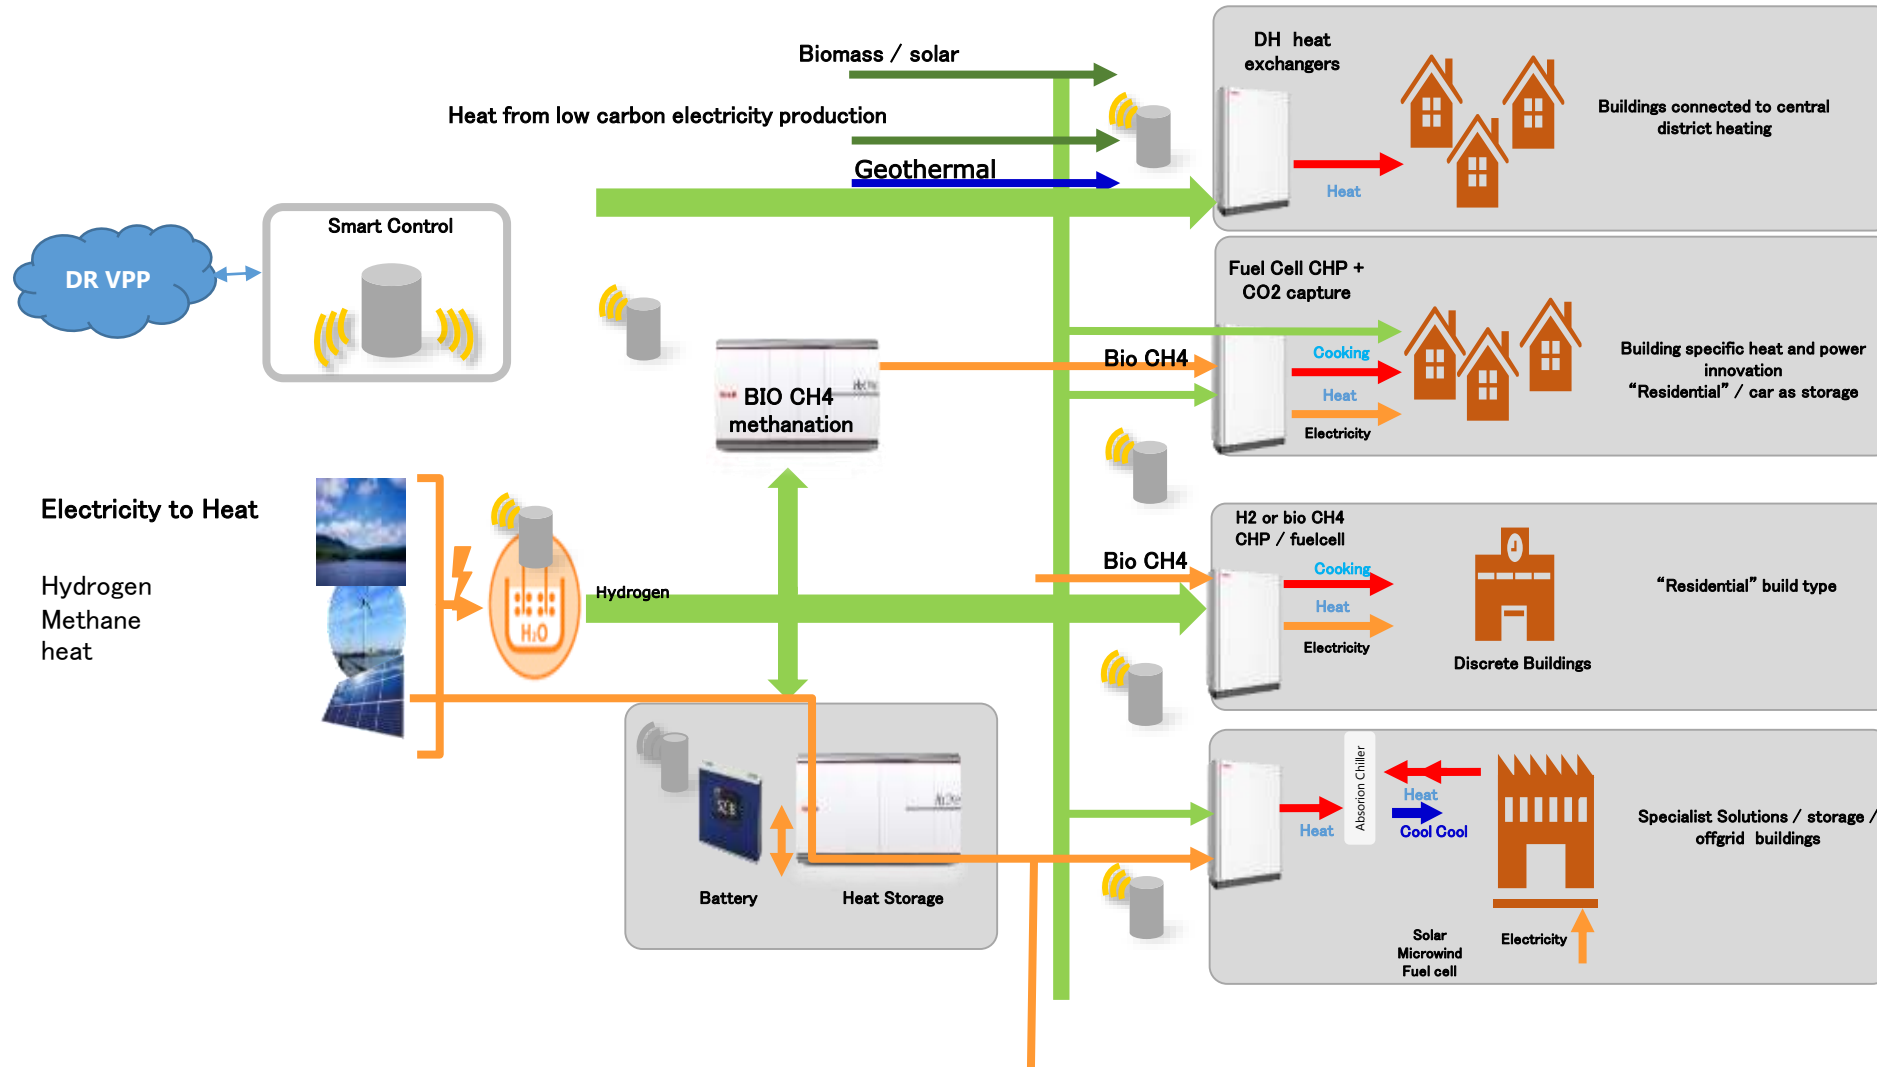 Biomass / solar
Heat from low carbon electricity production
Geothermal
DH heat
exchangers
Heat
Buildings connected to central
district heating
DR VPP
Smart Control
Fuel Cell CHP +
CO2 capture
Bio CH4
Cooking
Heat
Electricity
Building specific heat and power
innovation
“Residential” / car as storage
BIO CH4
methanation
Electricity to Heat
Hydrogen
Methane
heat
H₂O
Hydrogen
Bio CH4
H2 or bio CH4
CHP / fuelcell
Cooking
Heat
Electricity
Discrete Buildings
“Residential” build type
Battery
Heat Storage
Heat
Absorion Chiller
Heat
Cool Cool
Specialist Solutions / storage /
offgrid buildings
Solar
Microwind
Fuel cell
Electricity